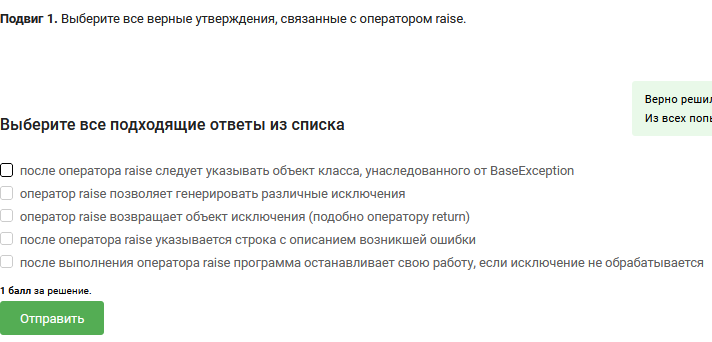 Подвиг 1. Выберите все верные утверждения, связанные с оператором raise.
Верно
Из всех
Выберите все подходящие ответы из списка
после оператора raise следует указывать объект класса, унаследованного от BaseException
оператор raise позволяет генерировать различные исключения
оператор raise возвращает объект исключения (подобно оператору return)
после оператора raise указывается строка с описанием возникшей ошибки
после выполнения оператора raise программа останавливает свою работу, если исключение не обрабатывается
1 балл за решение.
Отправить